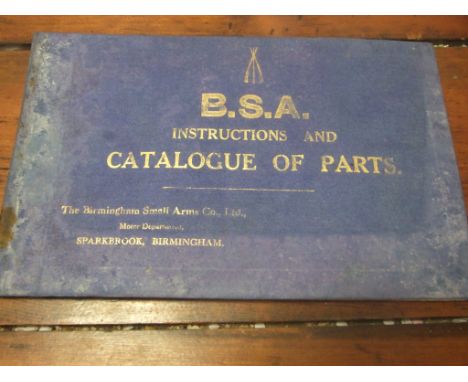 B.S.A.
INSTRUCTIONS AND
CATALOGUE OF PARTS.
The Birmingham Small Arms Co., Ltd.,
Motor Department,
SPARKBROOK, BIRMINGHAM.